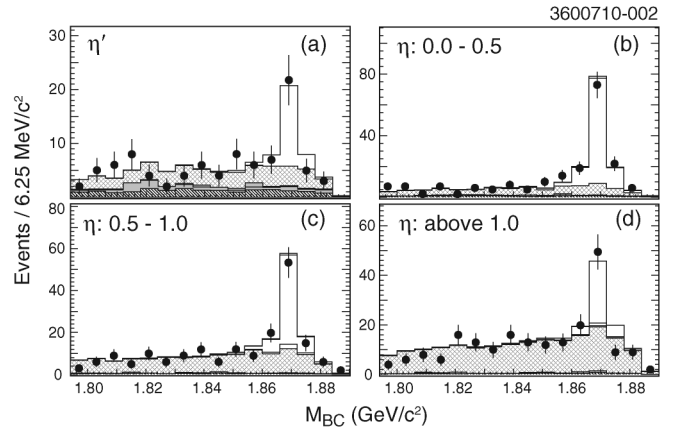 3600710-002
η′ (a)
η: 0.0 - 0.5 (b)
30
20
10
0
80
40
Events / 6.25 MeV/c²
η: 0.5 - 1.0 (c)
η: above 1.0 (d)
80
60
40
20
0
60
40
20
0
1.80 1.82 1.84 1.86 1.88
1.80 1.82 1.84 1.86 1.88
M_BC (GeV/c²)